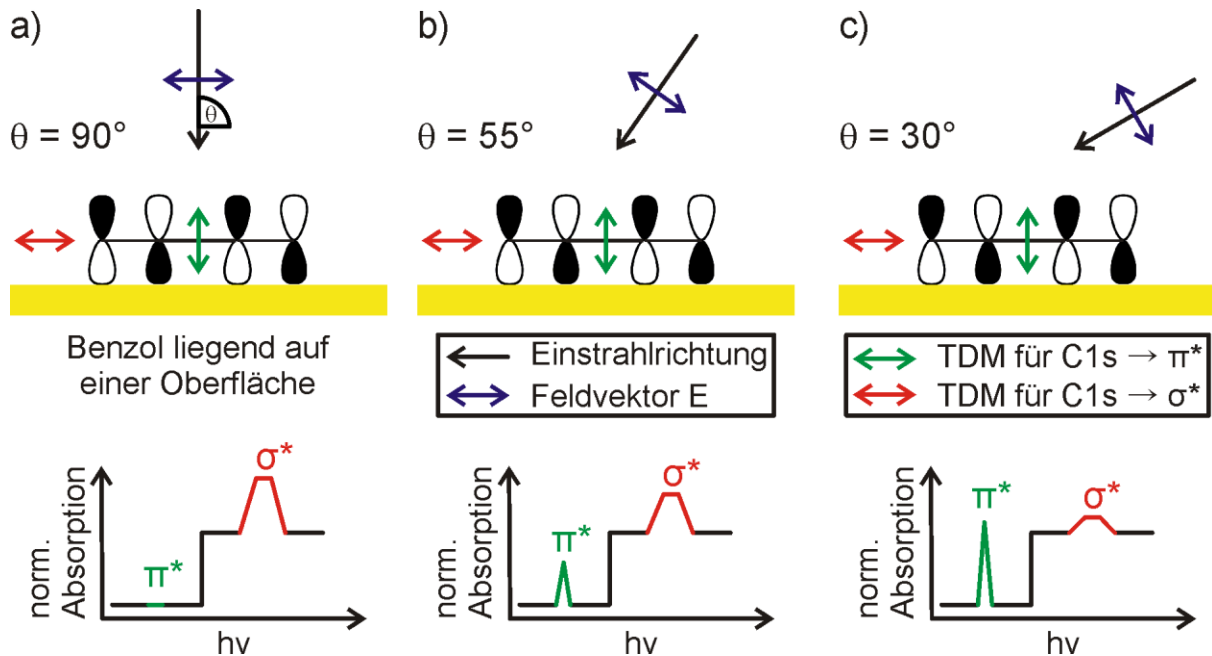 a)
θ
θ = 90°
Benzol liegend auf
einer Oberfläche
norm.
Absorption
π*
σ*
hν
b)
θ = 55°
Einstrahlrichtung
Feldvektor E
norm.
Absorption
π*
σ*
hν
c)
θ = 30°
TDM für C1s → π*
TDM für C1s → σ*
norm.
Absorption
π*
σ*
hν